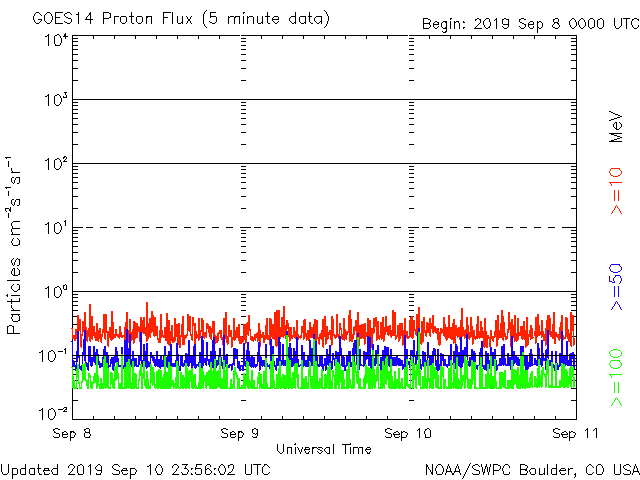 GOES14 Proton Flux (5 minute data)
Begin: 2019 Sep 8 0000 UTC
10⁴
10³
10²
10¹
10⁰
10⁻¹
10⁻²
Particles cm⁻²s⁻¹sr⁻¹
MeV
>=10
>=50
>=100
Sep 8
Sep 9
Sep 10
Sep 11
Universal Time
Updated 2019 Sep 10 23:56:02 UTC
NOAA/SWPC Boulder, CO USA